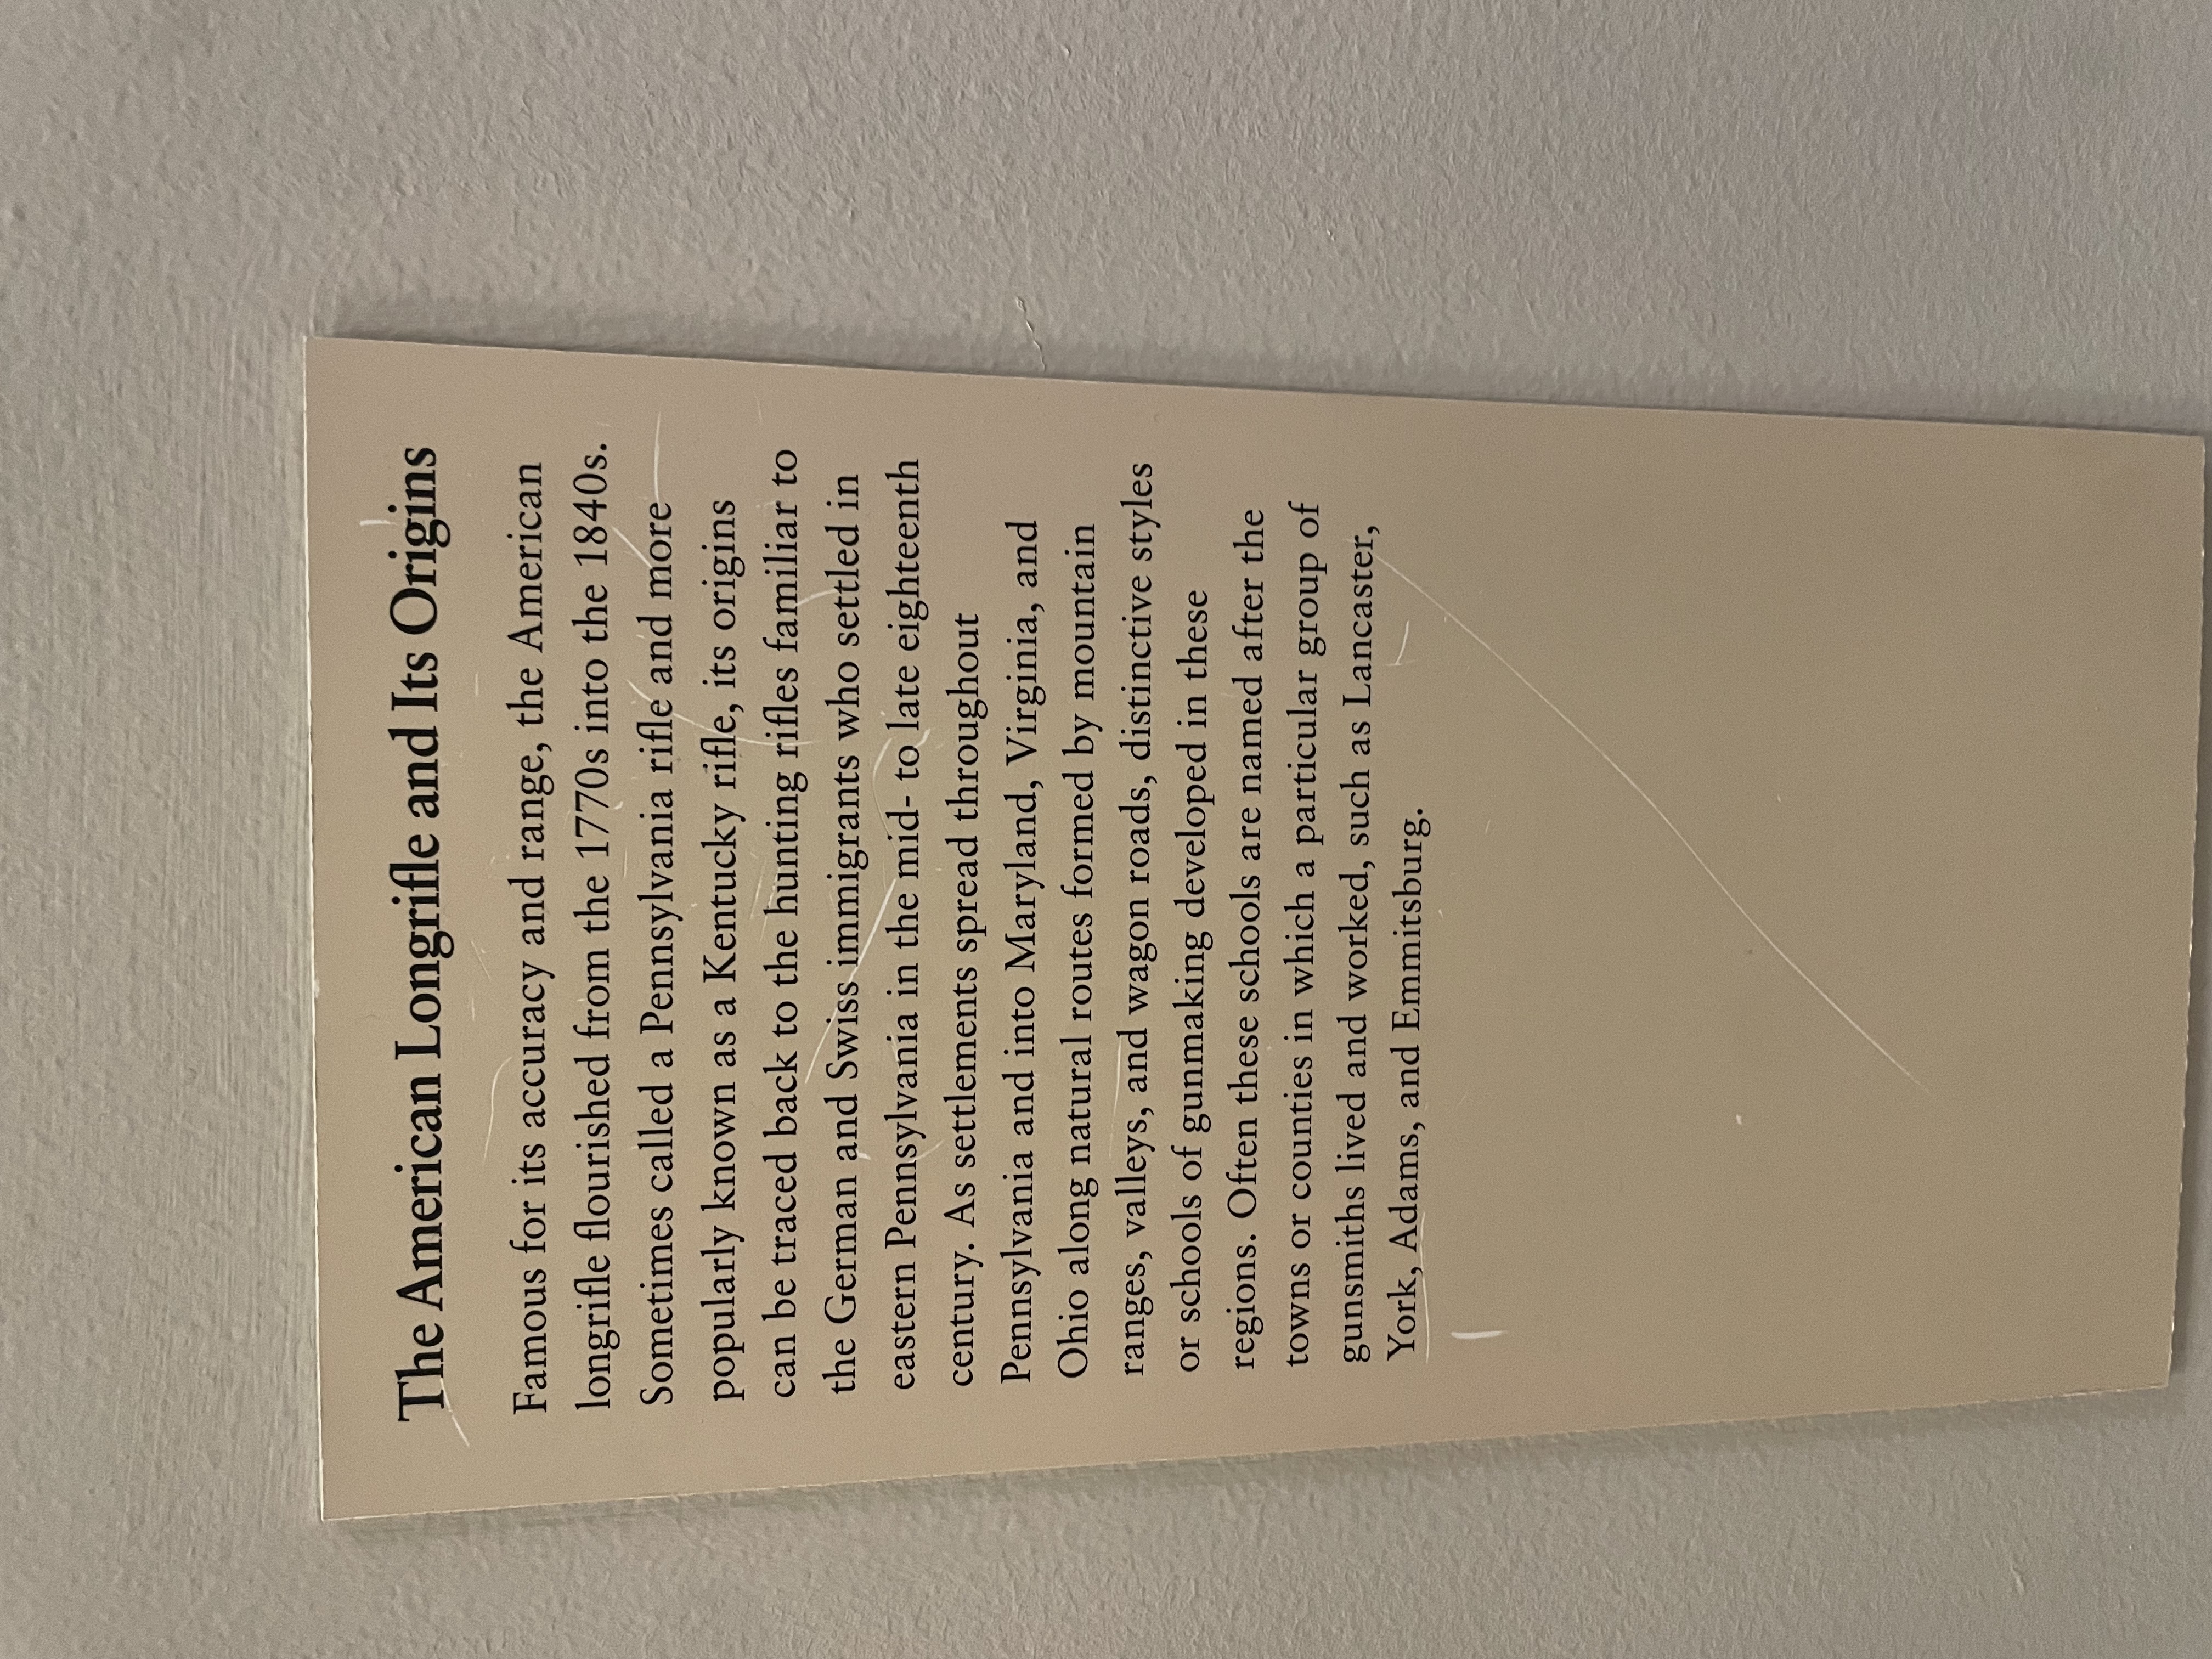 The American Longrifle and Its Origins
Famous for its accuracy and range, the American
longrifle flourished from the 1770s into the 1840s.
Sometimes called a Pennsylvania rifle and more
popularly known as a Kentucky rifle, its origins
can be traced back to the hunting rifles familiar to
the German and Swiss immigrants who settled in
eastern Pennsylvania in the mid- to late eighteenth
century. As settlements spread throughout
Pennsylvania and into Maryland, Virginia, and
Ohio along natural routes formed by mountain
ranges, valleys, and wagon roads, distinctive styles
or schools of gunmaking developed in these
regions. Often these schools are named after the
towns or counties in which a particular group of
gunsmiths lived and worked, such as Lancaster,
York, Adams, and Emmitsburg.